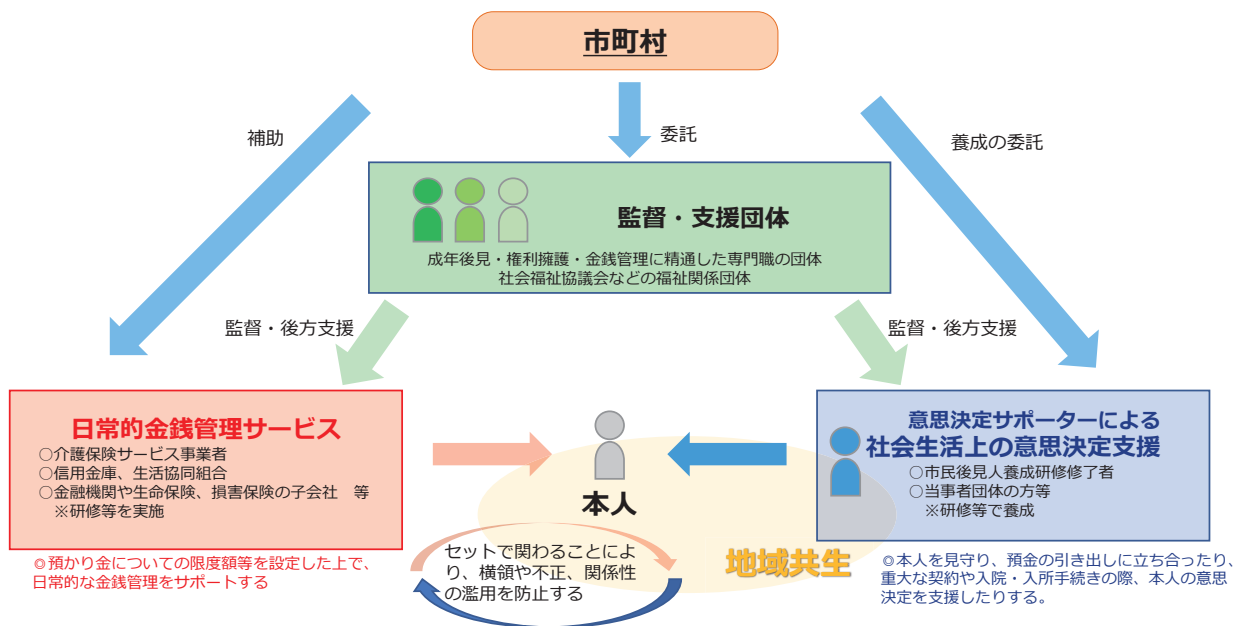 市町村
補助
委託
養成の委託
監督・支援団体
成年後見・権利擁護・金銭管理に精通した専門職の団体
社会福祉協議会などの福祉関係団体
監督・後方支援
監督・後方支援
日常的金銭管理サービス
○介護保険サービス事業者
○信用金庫、生活協同組合
○金融機関や生命保険、損害保険の子会社　等
※研修等を実施
◎預かり金についての限度額等を設定した上で、
日常的な金銭管理をサポートする
本人
セットで関わることによ
り、横領や不正、関係性
の濫用を防止する
地域共生
意思決定サポーターによる
社会生活上の意思決定支援
○市民後見人養成研修修了者
○当事者団体の方等
※研修等で養成
◎本人を見守り、預金の引き出しに立ち合ったり、
重大な契約や入院・入所手続きの際、本人の意思
決定を支援したりする。